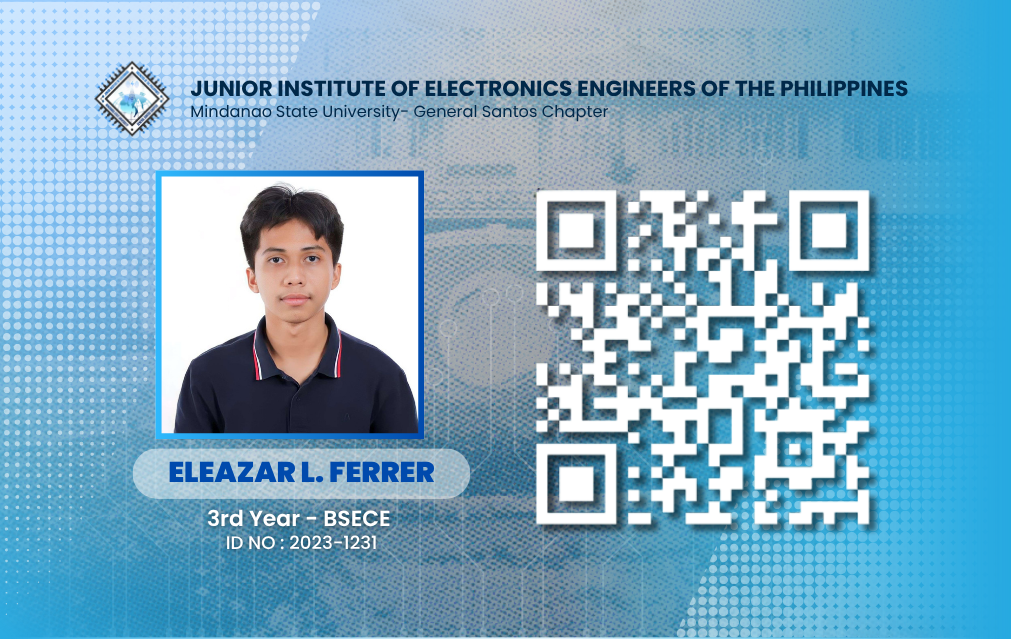 JUNIOR INSTITUTE OF ELECTRONICS ENGINEERS OF THE PHILIPPINES
Mindanao State University- General Santos Chapter
ELEAZAR L. FERRER
3rd Year - BSECE
ID NO : 2023-1231